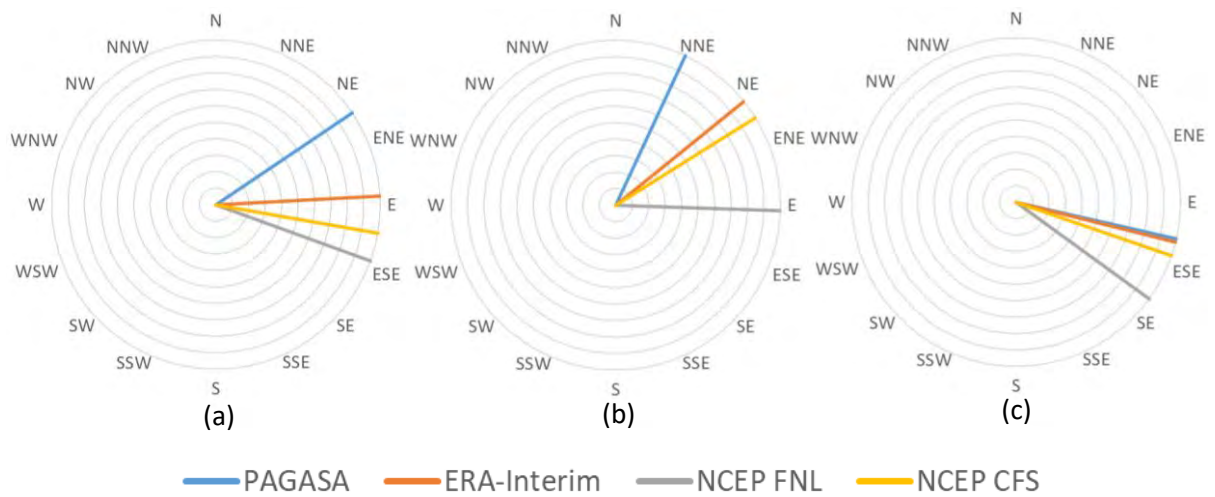 N
NNE
NE
ENE
E
ESE
SE
SSE
S
SSW
SW
WSW
W
WNW
NW
NNW
(a)
N
NNE
NE
ENE
E
ESE
SE
SSE
S
SSW
SW
WSW
W
WNW
NW
NNW
(b)
N
NNE
NE
ENE
E
ESE
SE
SSE
S
SSW
SW
WSW
W
WNW
NW
NNW
(c)
PAGASA ERA-Interim NCEP FNL NCEP CFS